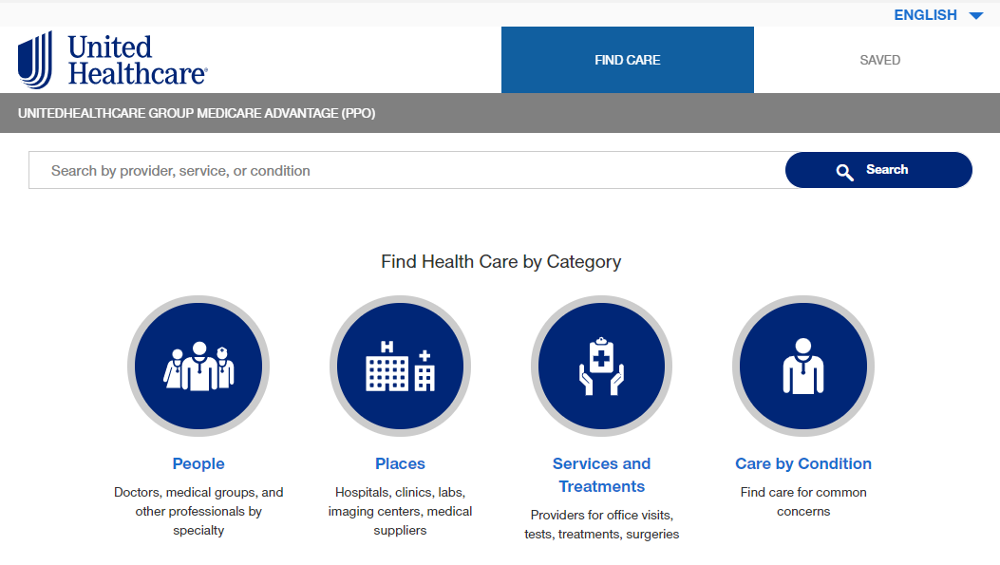 ENGLISH
United
Healthcare®
FIND CARE
SAVED
UNITEDHEALTHCARE GROUP MEDICARE ADVANTAGE (PPO)
Search by provider, service, or condition
Search
Find Health Care by Category
H
People
Doctors, medical groups, and
other professionals by
specialty
Places
Hospitals, clinics, labs,
imaging centers, medical
suppliers
Services and
Treatments
Providers for office visits,
tests, treatments, surgeries
Care by Condition
Find care for common
concerns